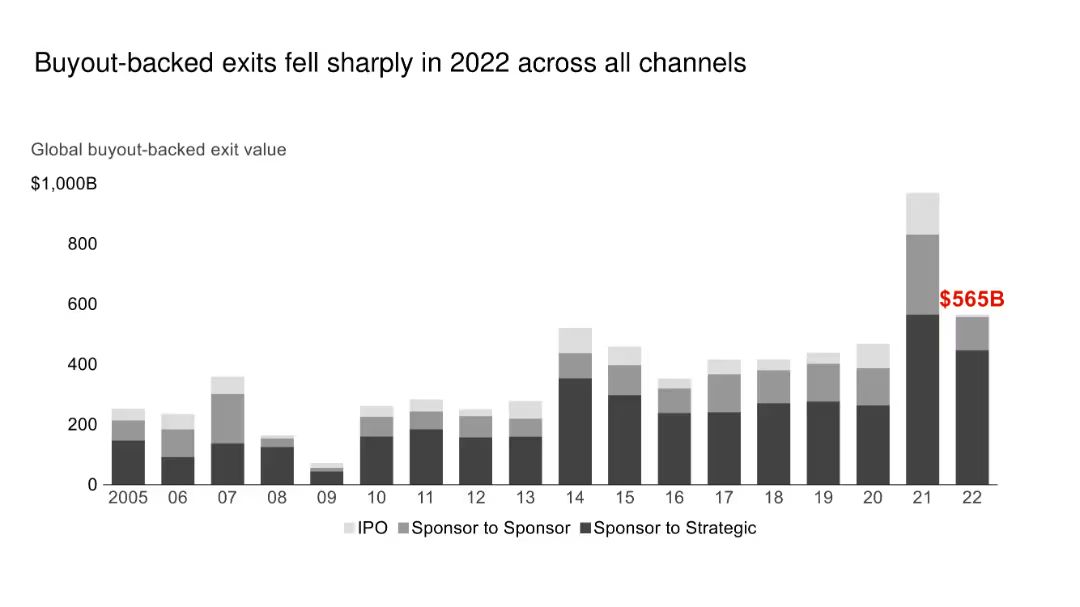 Buyout-backed exits fell sharply in 2022 across all channels
Global buyout-backed exit value
$1,000B
800
600
$565B
400
200
0
2005 06 07 08 09 10 11 12 13 14 15 16 17 18 19 20 21 22
IPO Sponsor to Sponsor Sponsor to Strategic